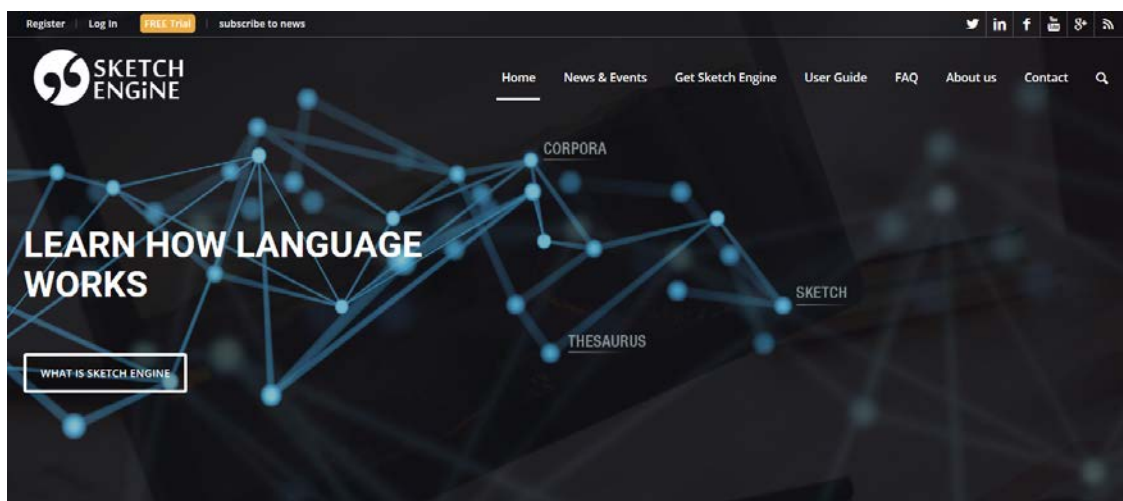 Register Log In FREE Trial subscribe to news
SKETCH
ENGiNE
Home News & Events Get Sketch Engine User Guide FAQ About us Contact
CORPORA
LEARN HOW LANGUAGE
WORKS
SKETCH
THESAURUS
WHAT IS SKETCH ENGINE